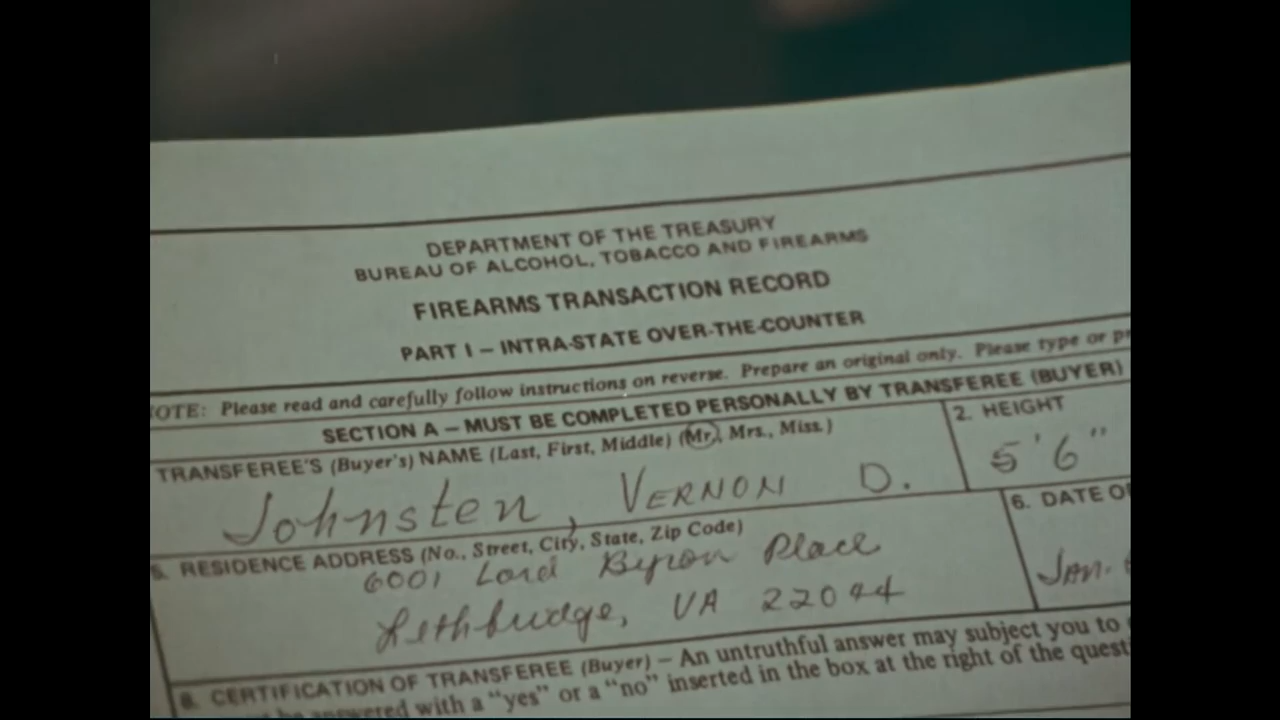 DEPARTMENT OF THE TREASURY
BUREAU OF ALCOHOL, TOBACCO AND FIREARMS
FIREARMS TRANSACTION RECORD
PART I – INTRA-STATE OVER-THE-COUNTER
OTE: Please read and carefully follow instructions on reverse. Prepare an original only. Please type or p
SECTION A – MUST BE COMPLETED PERSONALLY BY TRANSFEREE (BUYER)
TRANSFEREE'S (Buyer's) NAME (Last, First, Middle) (Mr., Mrs., Miss.)
2. HEIGHT
Johnsten, VERNON D.
5'6"
5. RESIDENCE ADDRESS (No., Street, City, State, Zip Code)
6. DATE O
6001 Lord Byron Place
Lethbridge, VA 22044
JAN.
8. CERTIFICATION OF TRANSFEREE (Buyer) – An untruthful answer may subject you to
be answered with a "yes" or a "no" inserted in the box at the right of the quest